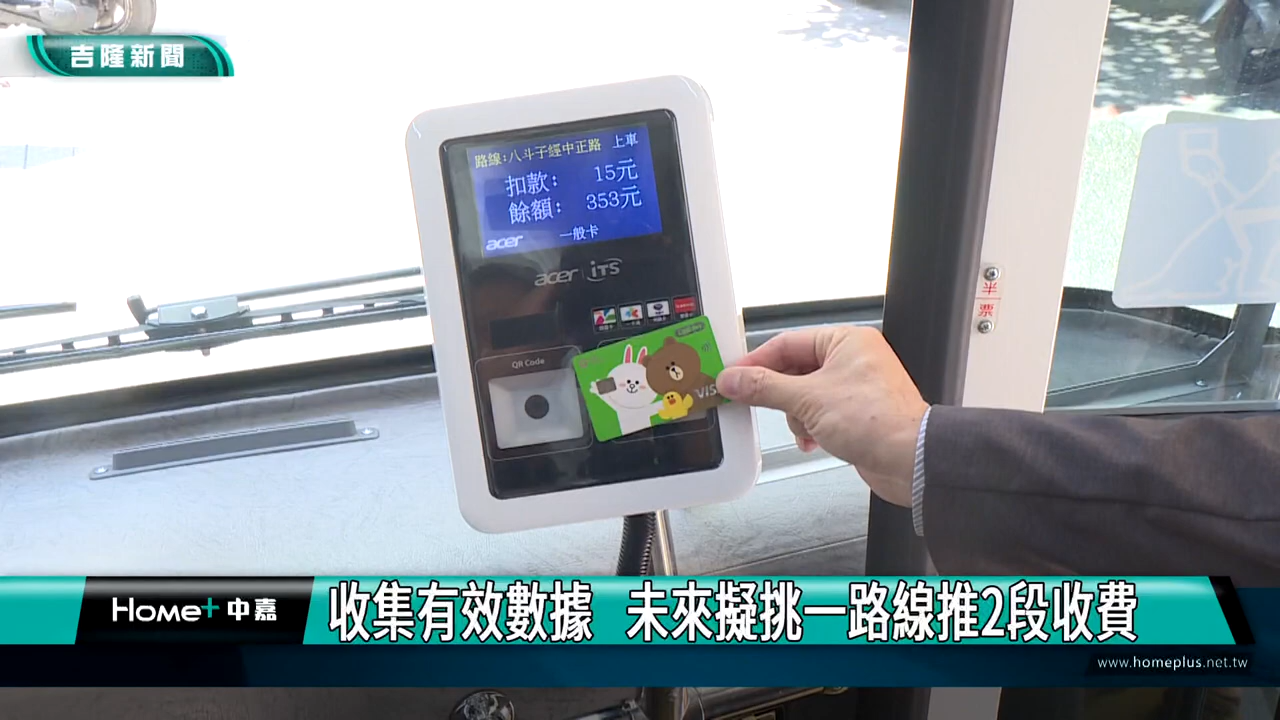 吉隆新聞
路線:八斗子經中正路 上車
扣款: 15元
餘額: 353元
acer 一般卡
acer iTS
QR Code
VIS
半票
Home+中嘉
收集有效數據 未來擬挑一路線推2段收費
www.homeplus.net.tw